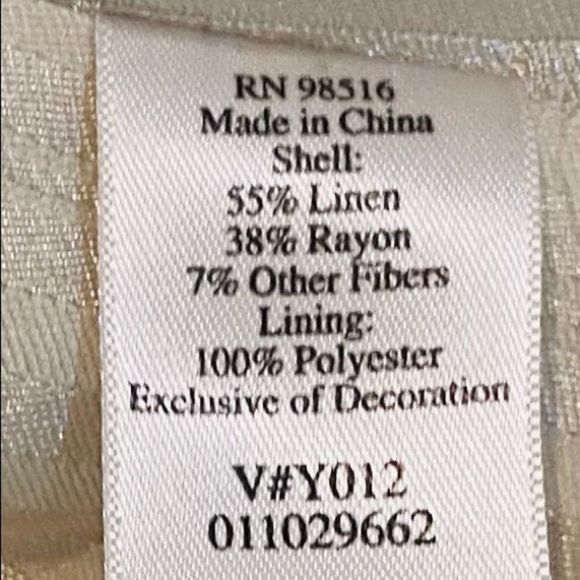 RN 98516
Made in China
Shell:
55% Linen
38% Rayon
7% Other Fibers
Lining:
100% Polyester
Exclusive of Decoration
V#Y012
011029662